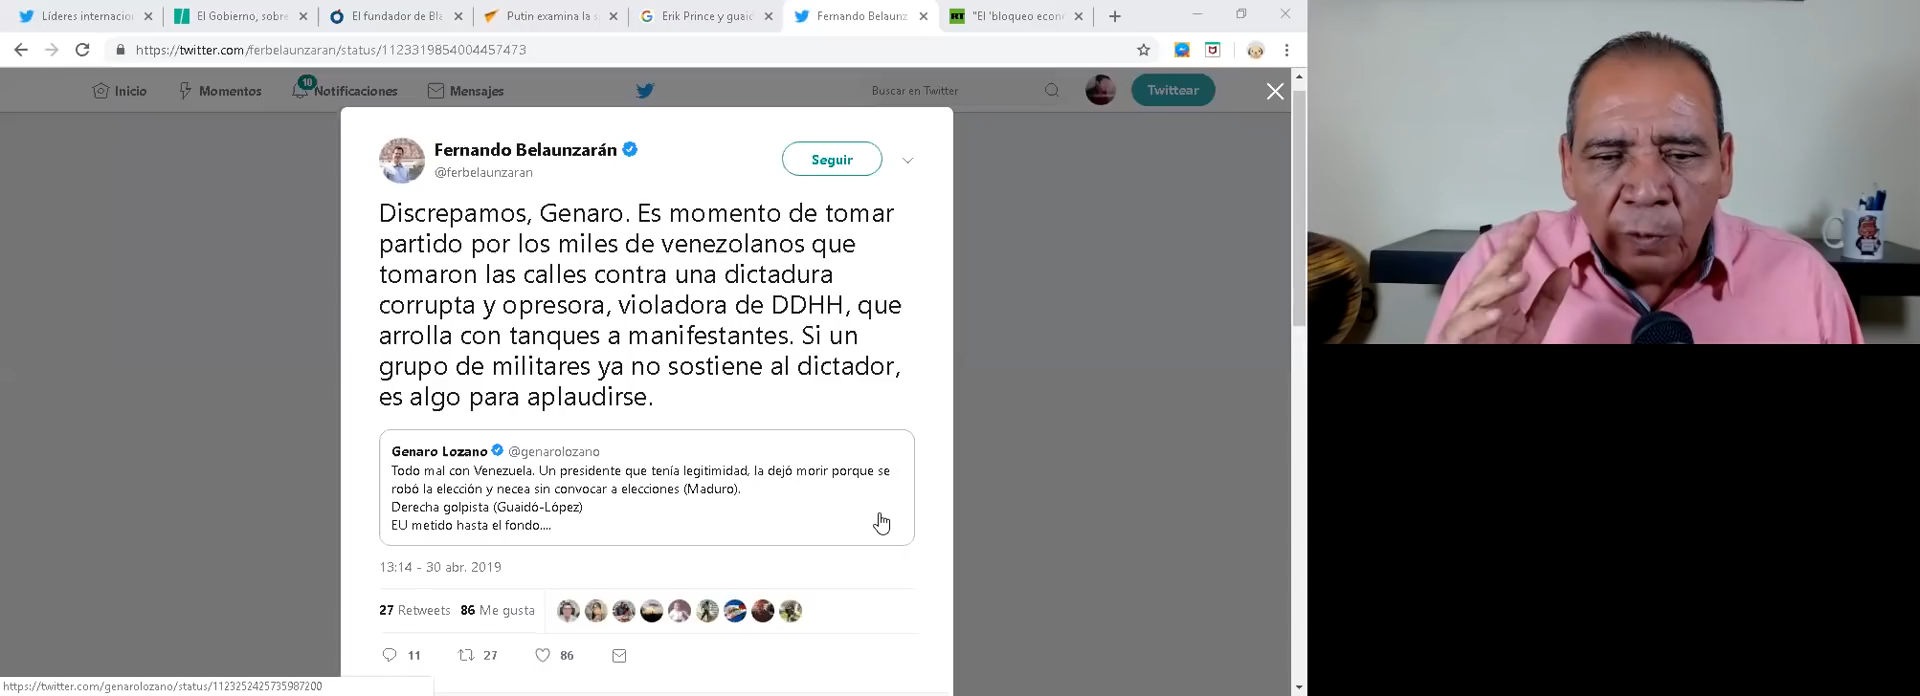 Líderes internacio
El Gobierno, sobre
El fundador de Bla
Putin examina la s
Erik Prince y guaid
Fernando Belaunz
"El 'bloqueo econ
https://twitter.com/ferbelaunzaran/status/1123319854004457473
Inicio
Momentos
10
Notificaciones
Mensajes
Buscar en Twitter
Twittear
Fernando Belaunzarán
@ferbelaunzaran
Seguir
Discrepamos, Genaro. Es momento de tomar
partido por los miles de venezolanos que
tomaron las calles contra una dictadura
corrupta y opresora, violadora de DDHH, que
arrolla con tanques a manifestantes. Si un
grupo de militares ya no sostiene al dictador,
es algo para aplaudirse.
Genaro Lozano @genarolozano
Todo mal con Venezuela. Un presidente que tenía legitimidad, la dejó morir porque se
robó la elección y necea sin convocar a elecciones (Maduro).
Derecha golpista (Guaidó-López)
EU metido hasta el fondo....
13:14 - 30 abr. 2019
27 Retweets 86 Me gusta
11 27 86
https://twitter.com/genarolozano/status/1123252425735987200